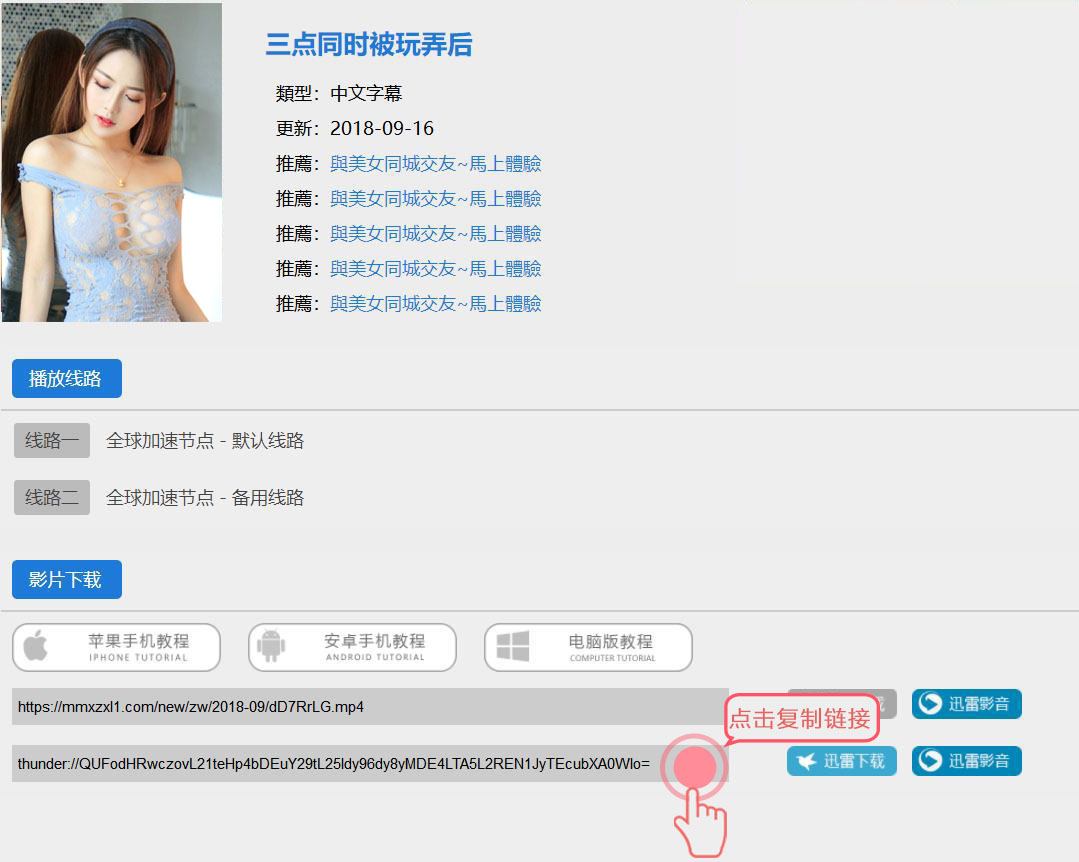 三点同时被玩弄后
類型：中文字幕
更新：2018-09-16
推薦：與美女同城交友~馬上體驗
推薦：與美女同城交友~馬上體驗
推薦：與美女同城交友~馬上體驗
推薦：與美女同城交友~馬上體驗
推薦：與美女同城交友~馬上體驗
播放线路
线路一 全球加速节点 - 默认线路
线路二 全球加速节点 - 备用线路
影片下载
苹果手机教程
IPHONE TUTORIAL
安卓手机教程
ANDROID TUTORIAL
电脑版教程
COMPUTER TUTORIAL
https://mmxzxl1.com/new/zw/2018-09/dD7RrLG.mp4 载 迅雷影音
点击复制链接
thunder://QUFodHRwczovL21teHp4bDEuY29tL25ldy96dy8yMDE4LTA5L2REN1JyTEcubXA0Wlo= 迅雷下载 迅雷影音